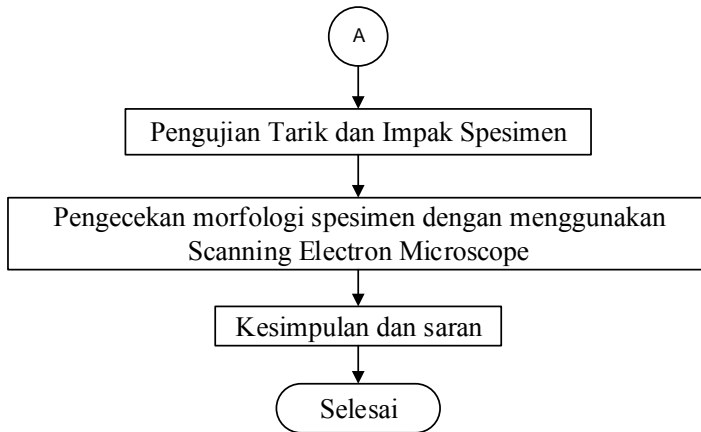 A
Pengujian Tarik dan Impak Spesimen
Pengecekan morfologi spesimen dengan menggunakan
Scanning Electron Microscope
Kesimpulan dan saran
Selesai